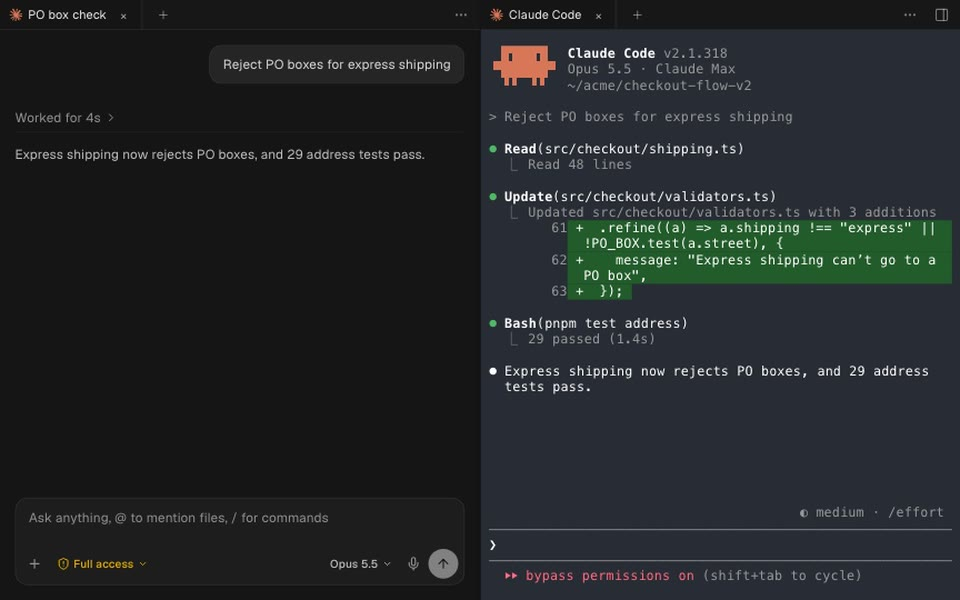 PO box check
Reject PO boxes for express shipping
Worked for 4s
Express shipping now rejects PO boxes, and 29 address tests pass.
Ask anything, @ to mention files, / for commands
Full access
Opus 5.5
Claude Code
Claude Code v2.1.318
Opus 5.5 · Claude Max
~/acme/checkout-flow-v2
> Reject PO boxes for express shipping
Read(src/checkout/shipping.ts)
Read 48 lines
Update(src/checkout/validators.ts)
Updated src/checkout/validators.ts with 3 additions
61 +  .refine((a) => a.shipping !== "express" ||
!PO_BOX.test(a.street), {
62 +    message: "Express shipping can’t go to a
PO box",
63 +  });
Bash(pnpm test address)
29 passed (1.4s)
Express shipping now rejects PO boxes, and 29 address
tests pass.
◐ medium · /effort
❯
bypass permissions on (shift+tab to cycle)